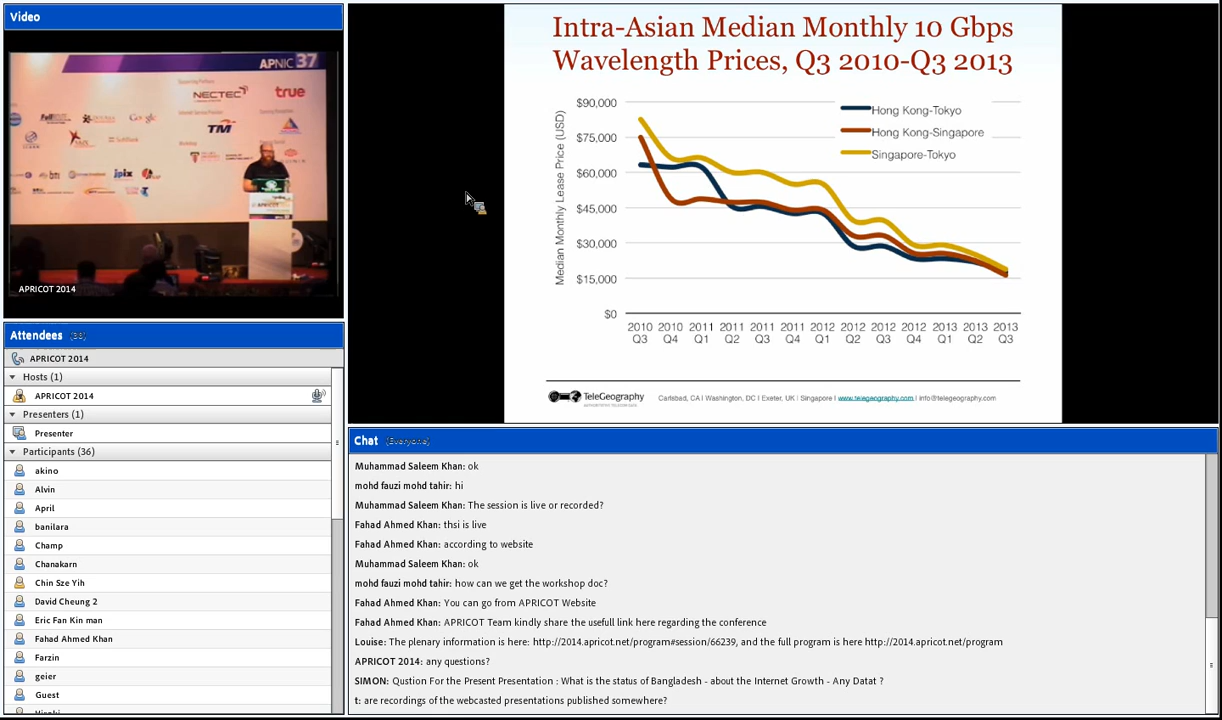 Video
APNIC 37
NECTEC
true
Google
SoftBank
TM
bti
jpix
APRICOT 2014
Attendees (38)
APRICOT 2014
Hosts (1)
APRICOT 2014
Presenters (1)
Presenter
Participants (36)
akino
Alvin
April
banilara
Champ
Chanakarn
Chin Sze Yih
David Cheung 2
Eric Fan Kin man
Fahad Ahmed Khan
Farzin
geier
Guest
Hiroki
Intra-Asian Median Monthly 10 Gbps
Wavelength Prices, Q3 2010-Q3 2013
Median Monthly Lease Price (USD)
$90,000
$75,000
$60,000
$45,000
$30,000
$15,000
$0
Hong Kong-Tokyo
Hong Kong-Singapore
Singapore-Tokyo
2010 2010 2011 2011 2011 2011 2012 2012 2012 2012 2013 2013 2013
Q3 Q4 Q1 Q2 Q3 Q4 Q1 Q2 Q3 Q4 Q1 Q2 Q3
TeleGeography
Carlsbad, CA | Washington, DC | Exeter, UK | Singapore | www.telegeography.com | info@telegeography.com
Chat (Everyone)
Muhammad Saleem Khan: ok
mohd fauzi mohd tahir: hi
Muhammad Saleem Khan: The session is live or recorded?
Fahad Ahmed Khan: thsi is live
Fahad Ahmed Khan: according to website
Muhammad Saleem Khan: ok
mohd fauzi mohd tahir: how can we get the workshop doc?
Fahad Ahmed Khan: You can go from APRICOT Website
Fahad Ahmed Khan: APRICOT Team kindly share the usefull link here regarding the conference
Louise: The plenary information is here: http://2014.apricot.net/program#session/66239, and the full program is here http://2014.apricot.net/program
APRICOT 2014: any questions?
SIMON: Qustion For the Present Presentation : What is the status of Bangladesh - about the Internet Growth - Any Datat ?
t: are recordings of the webcasted presentations published somewhere?